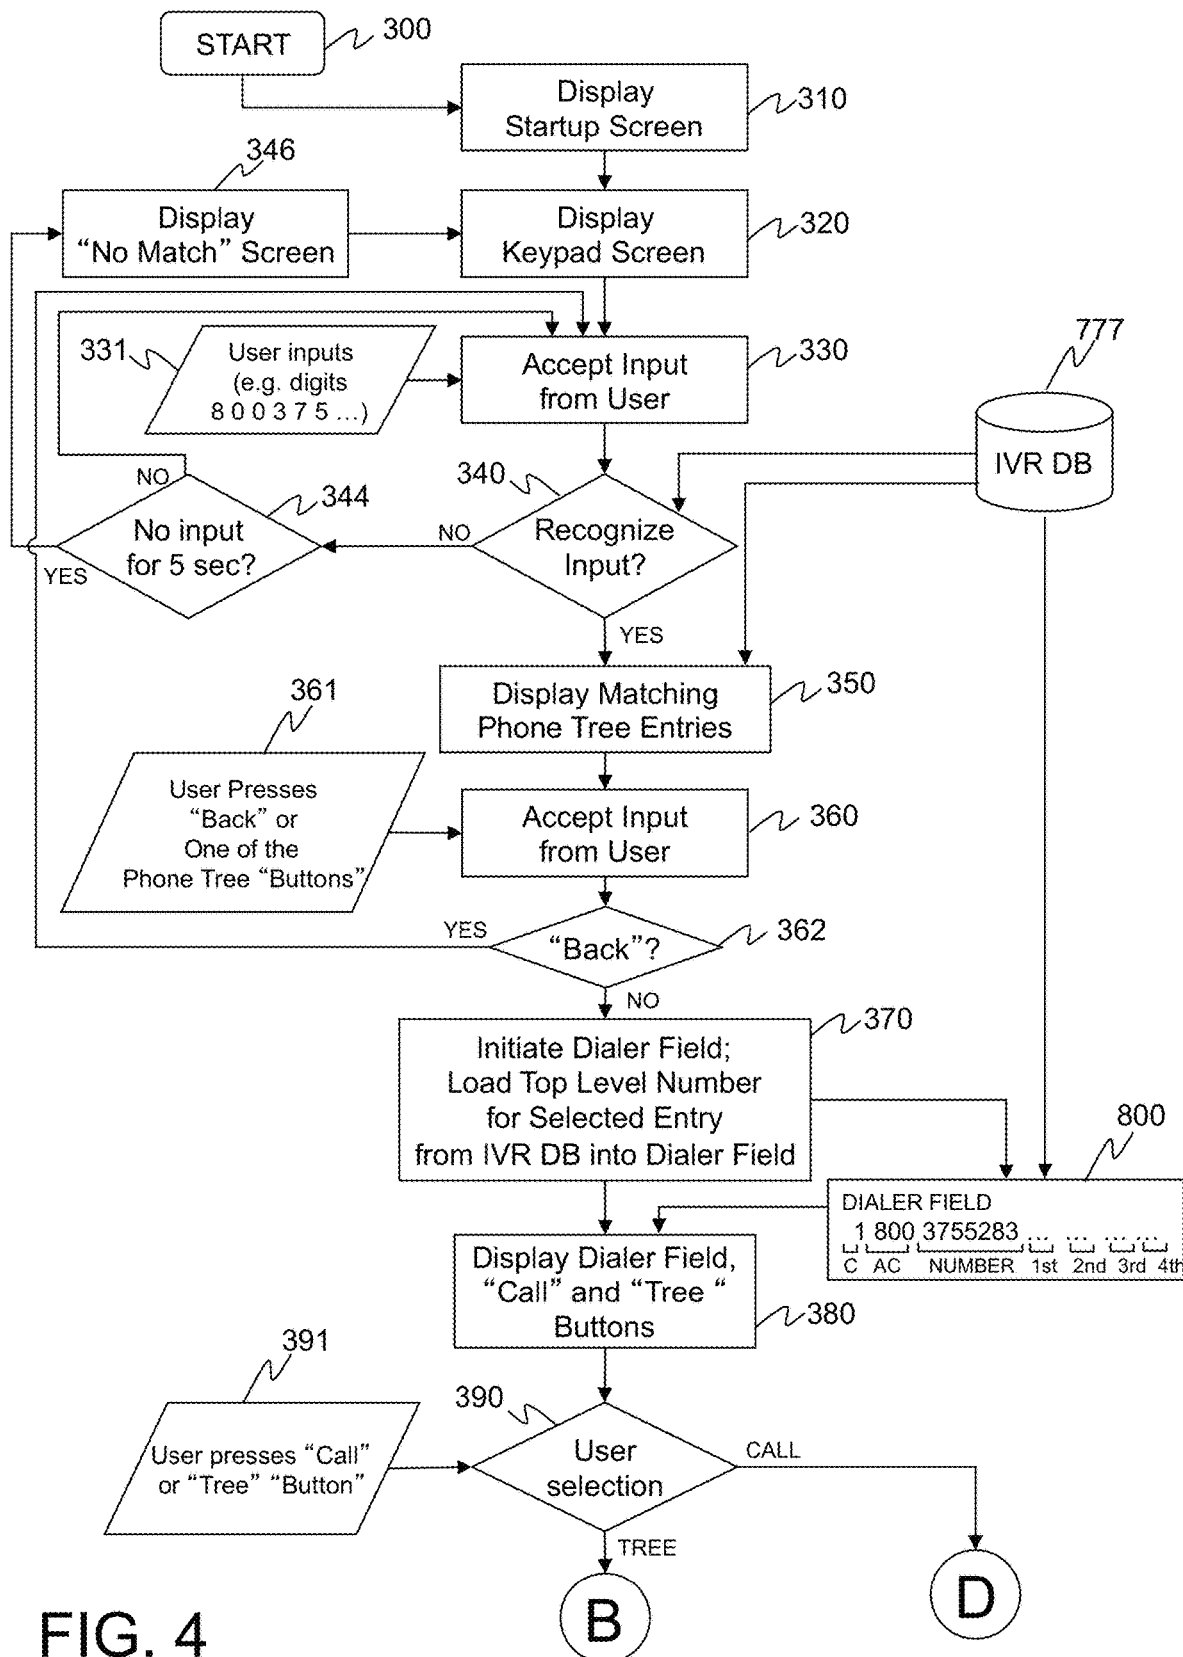 START
300
Display
Startup Screen
310
346
Display
“No Match” Screen
Display
Keypad Screen
320
331
User inputs
(e.g. digits
8 0 0 3 7 5 ...)
Accept Input
from User
330
777
IVR DB
NO
344
No input
for 5 sec?
YES
NO
340
Recognize
Input?
YES
361
Display Matching
Phone Tree Entries
350
User Presses
“Back” or
One of the
Phone Tree “Buttons”
Accept Input
from User
360
YES
“Back”?
362
NO
370
Initiate Dialer Field;
Load Top Level Number
for Selected Entry
from IVR DB into Dialer Field
800
DIALER FIELD
1 800 3755283 ... ... ... ...
C AC NUMBER 1st 2nd 3rd 4th
Display Dialer Field,
“Call” and “Tree “
Buttons
380
391
390
User presses “Call”
or “Tree” “Button”
User
selection
CALL
TREE
B
D
FIG. 4